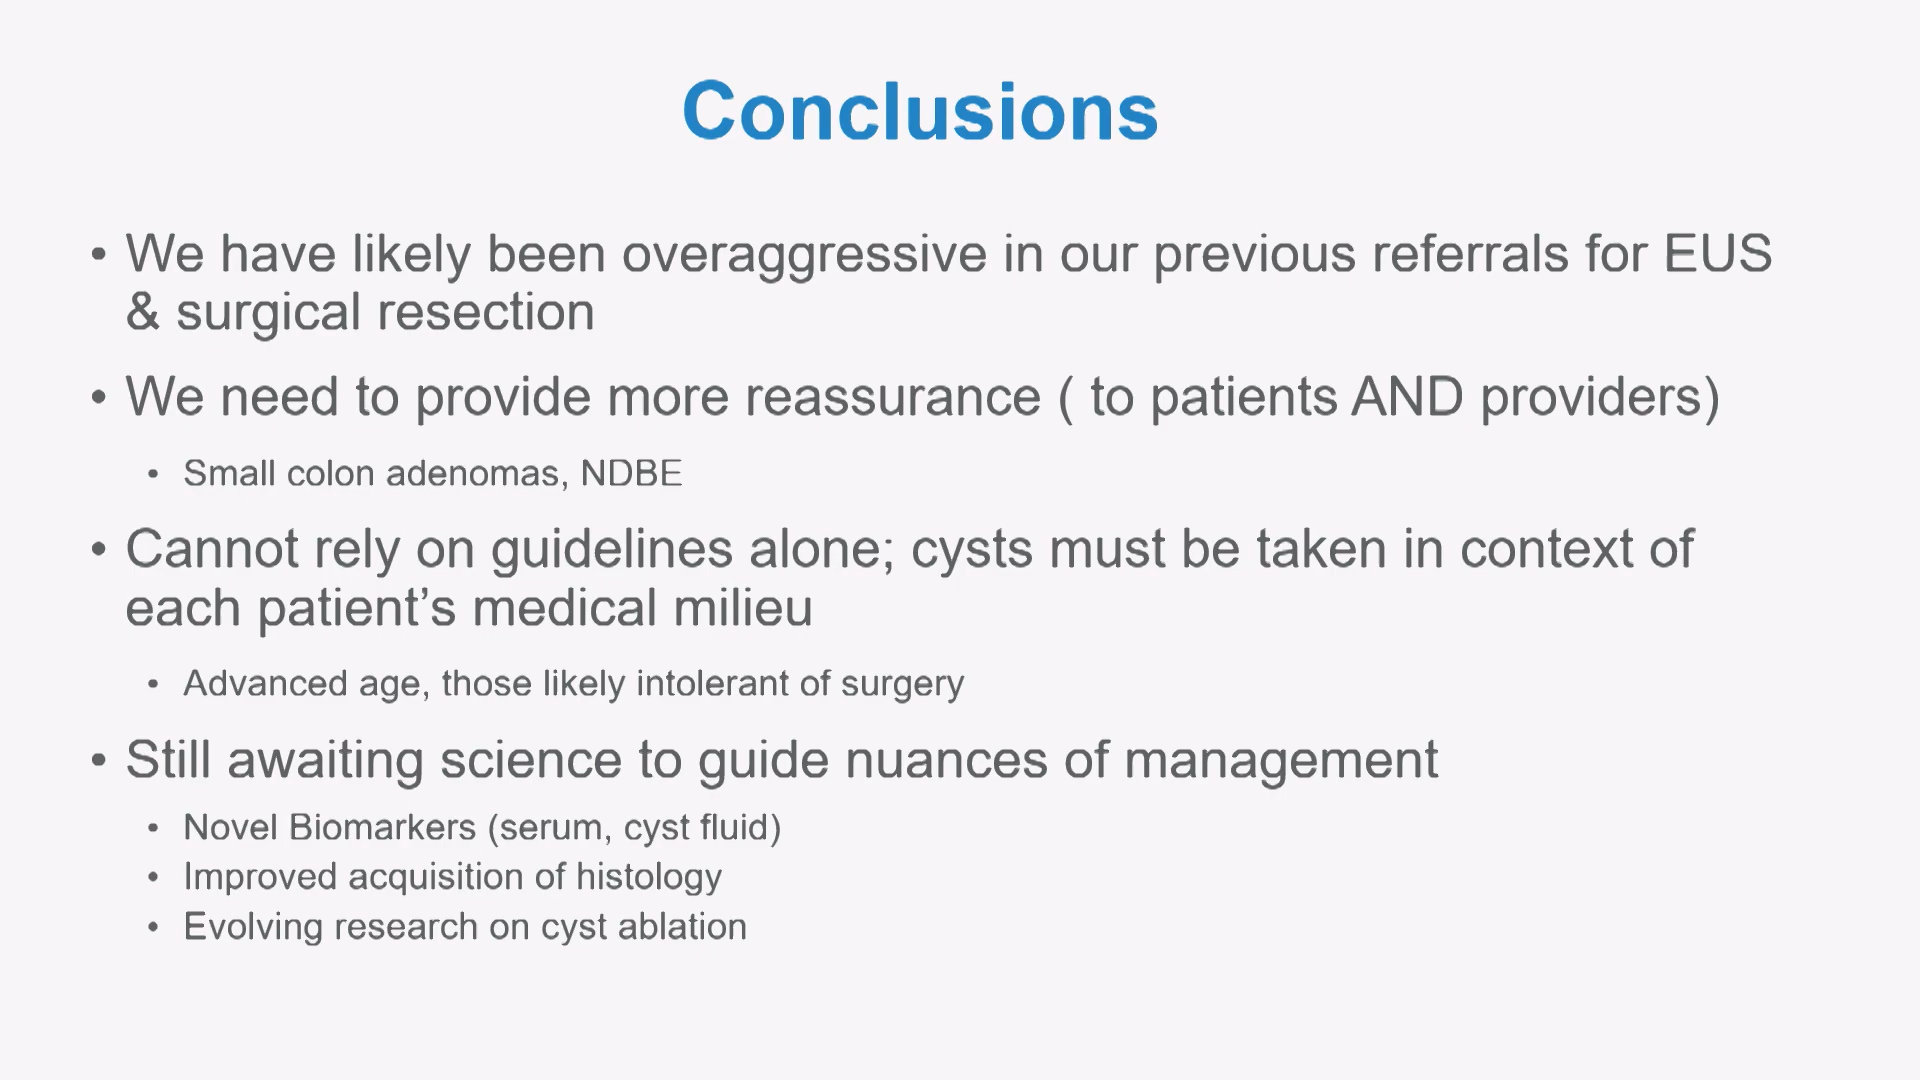 Conclusions
• We have likely been overaggressive in our previous referrals for EUS
& surgical resection
• We need to provide more reassurance ( to patients AND providers)
• Small colon adenomas, NDBE
• Cannot rely on guidelines alone; cysts must be taken in context of
each patient’s medical milieu
• Advanced age, those likely intolerant of surgery
• Still awaiting science to guide nuances of management
• Novel Biomarkers (serum, cyst fluid)
• Improved acquisition of histology
• Evolving research on cyst ablation